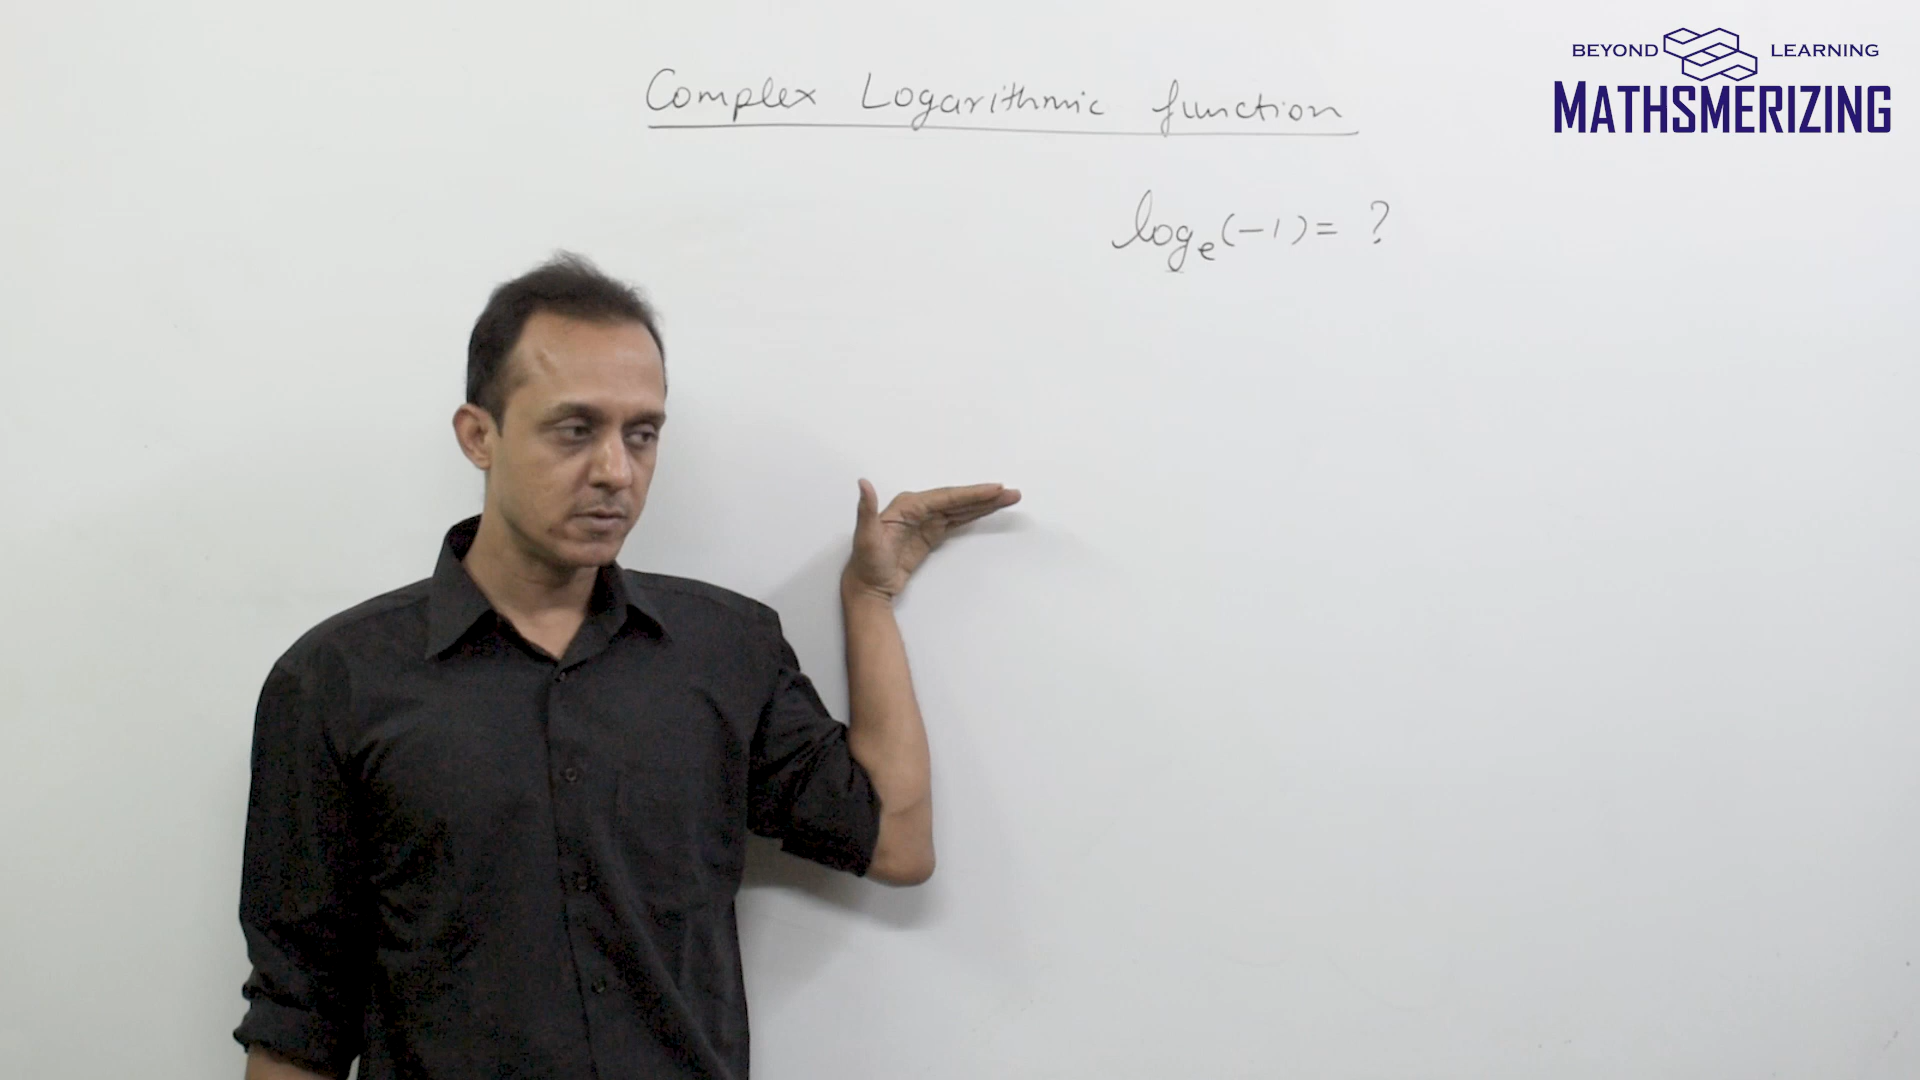 Complex Logarithmic function
BEYOND LEARNING
MATHSMERIZING
logₑ(-1) = ?